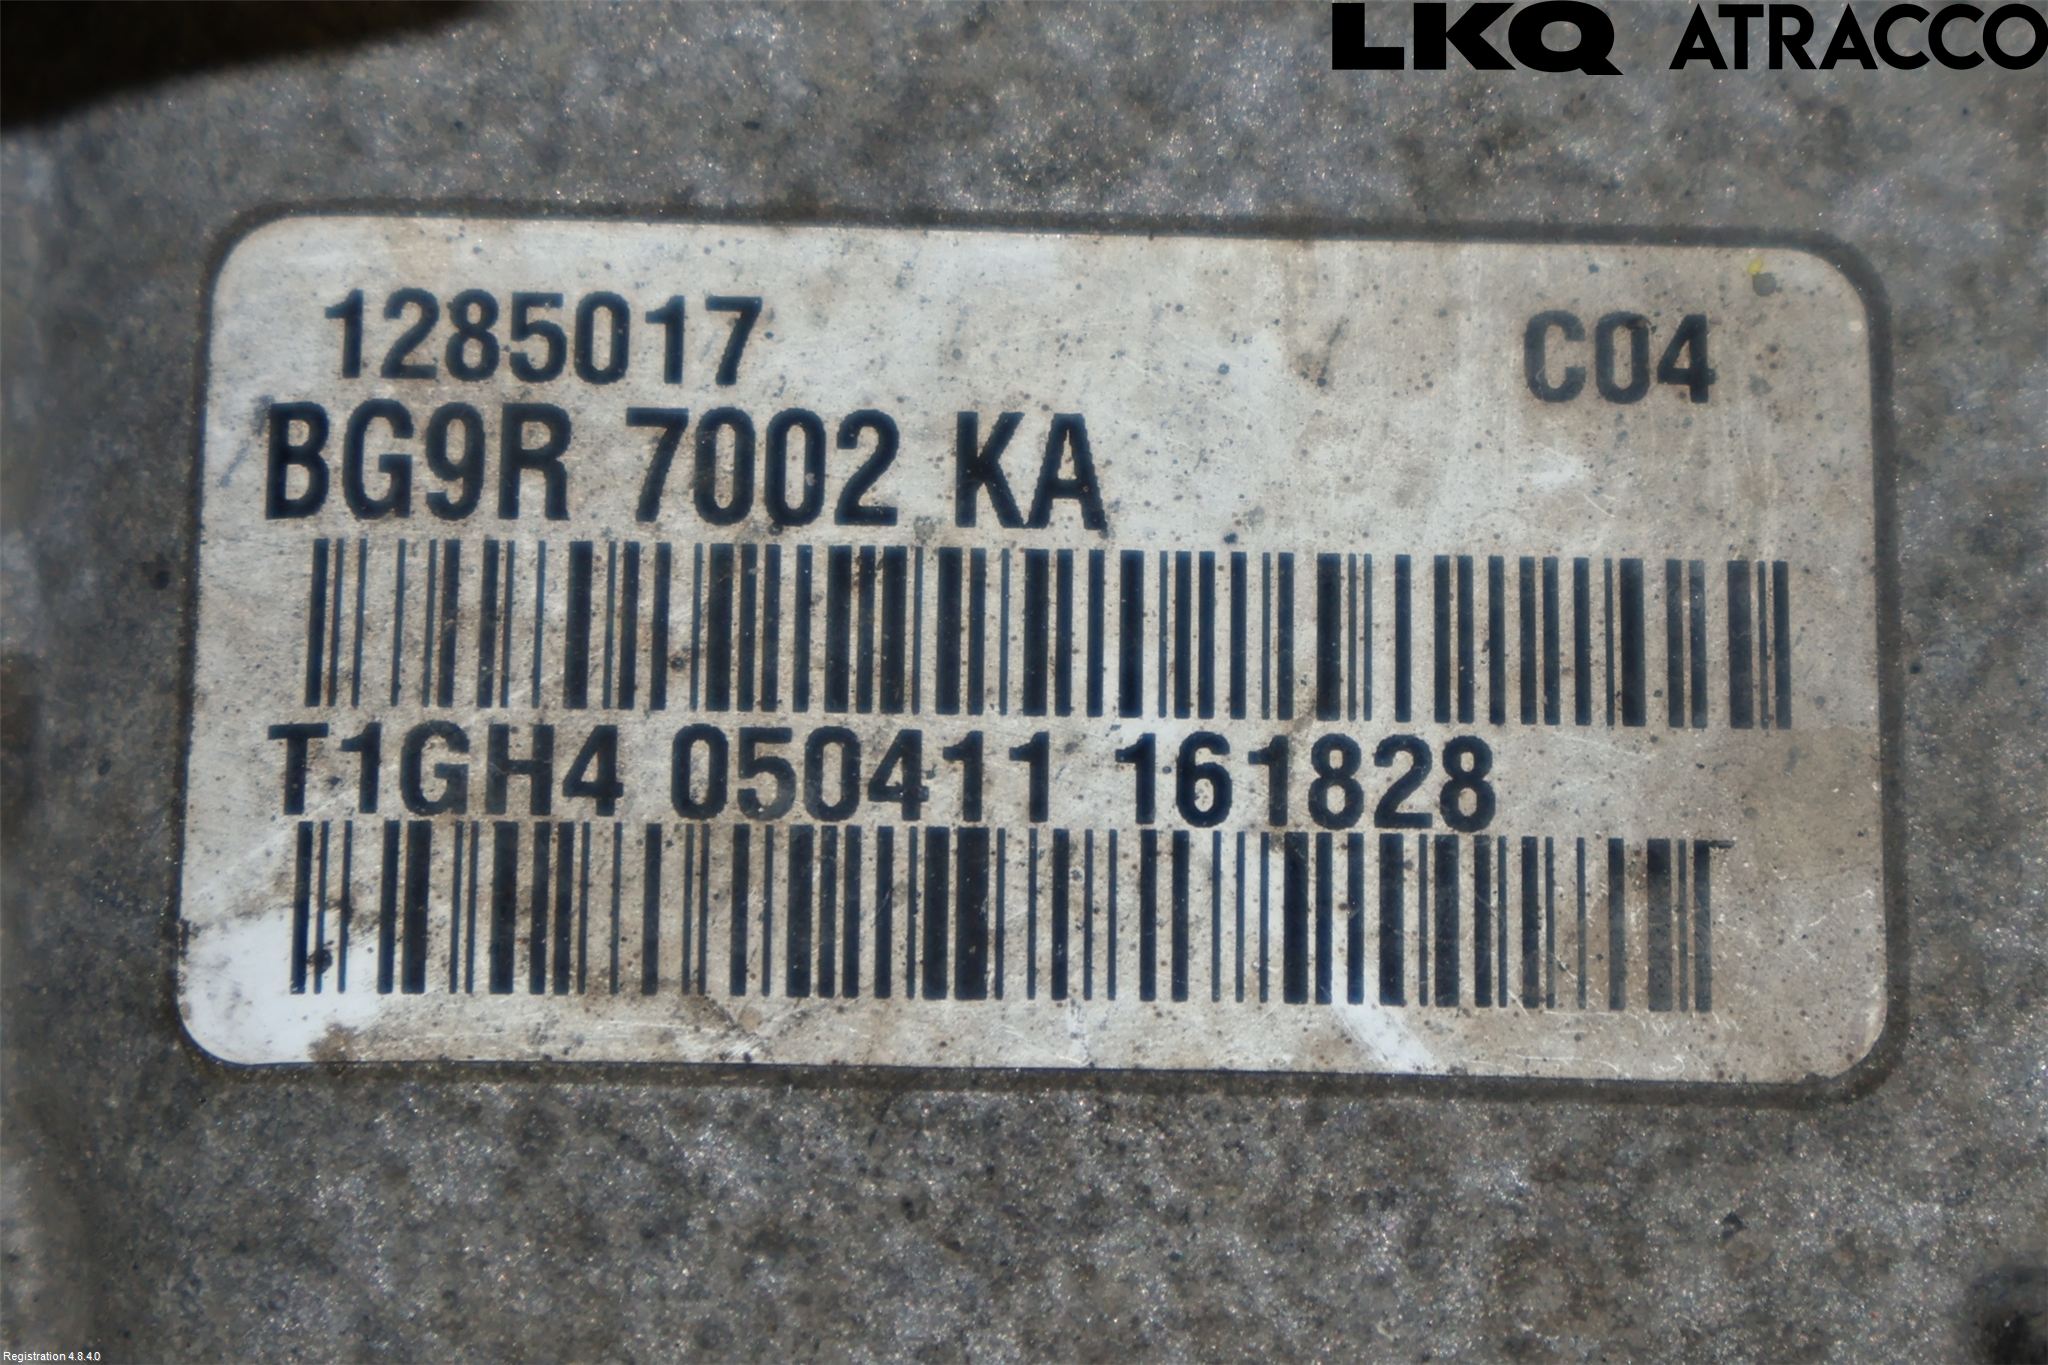 LKQ ATRACCO
1285017 C04
BG9R 7002 KA
T1GH4 050411 161828
Registration 4.8.4.0